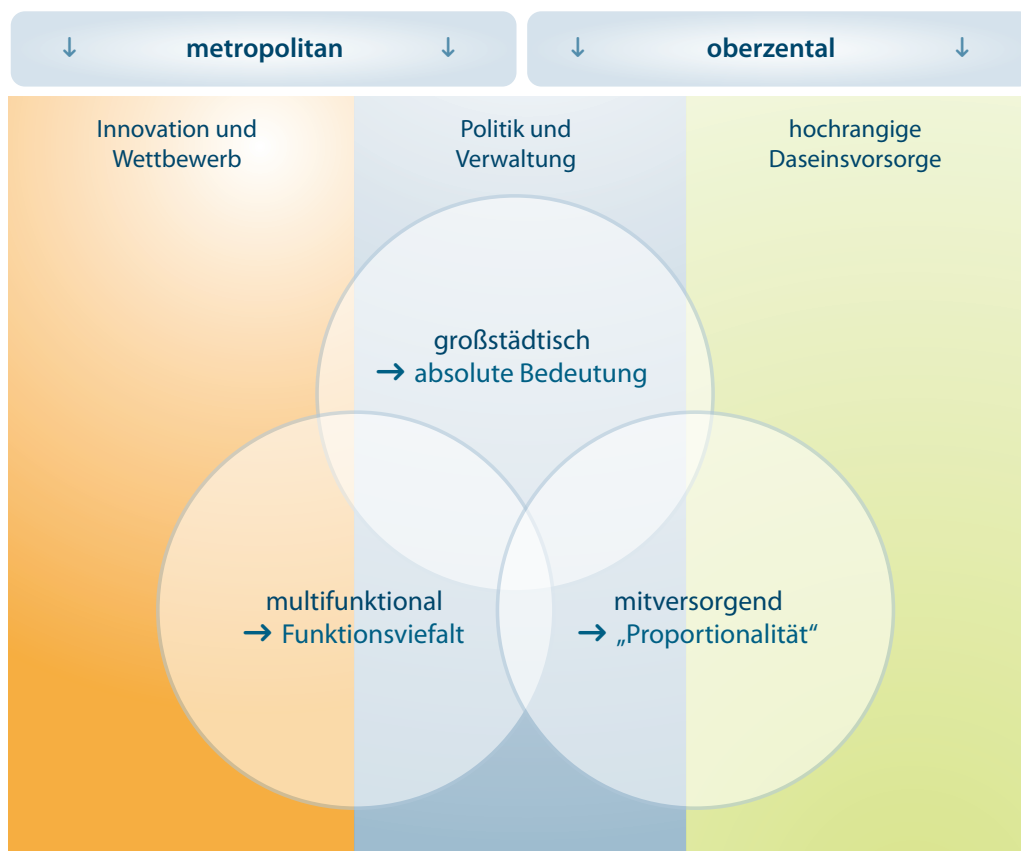 ↓ metropolitan ↓
↓ oberzental ↓
Innovation und
Wettbewerb
Politik und
Verwaltung
hochrangige
Daseinsvorsorge
großstädtisch
→ absolute Bedeutung
multifunktional
→ Funktionsviefalt
mitversorgend
→ „Proportionalität“